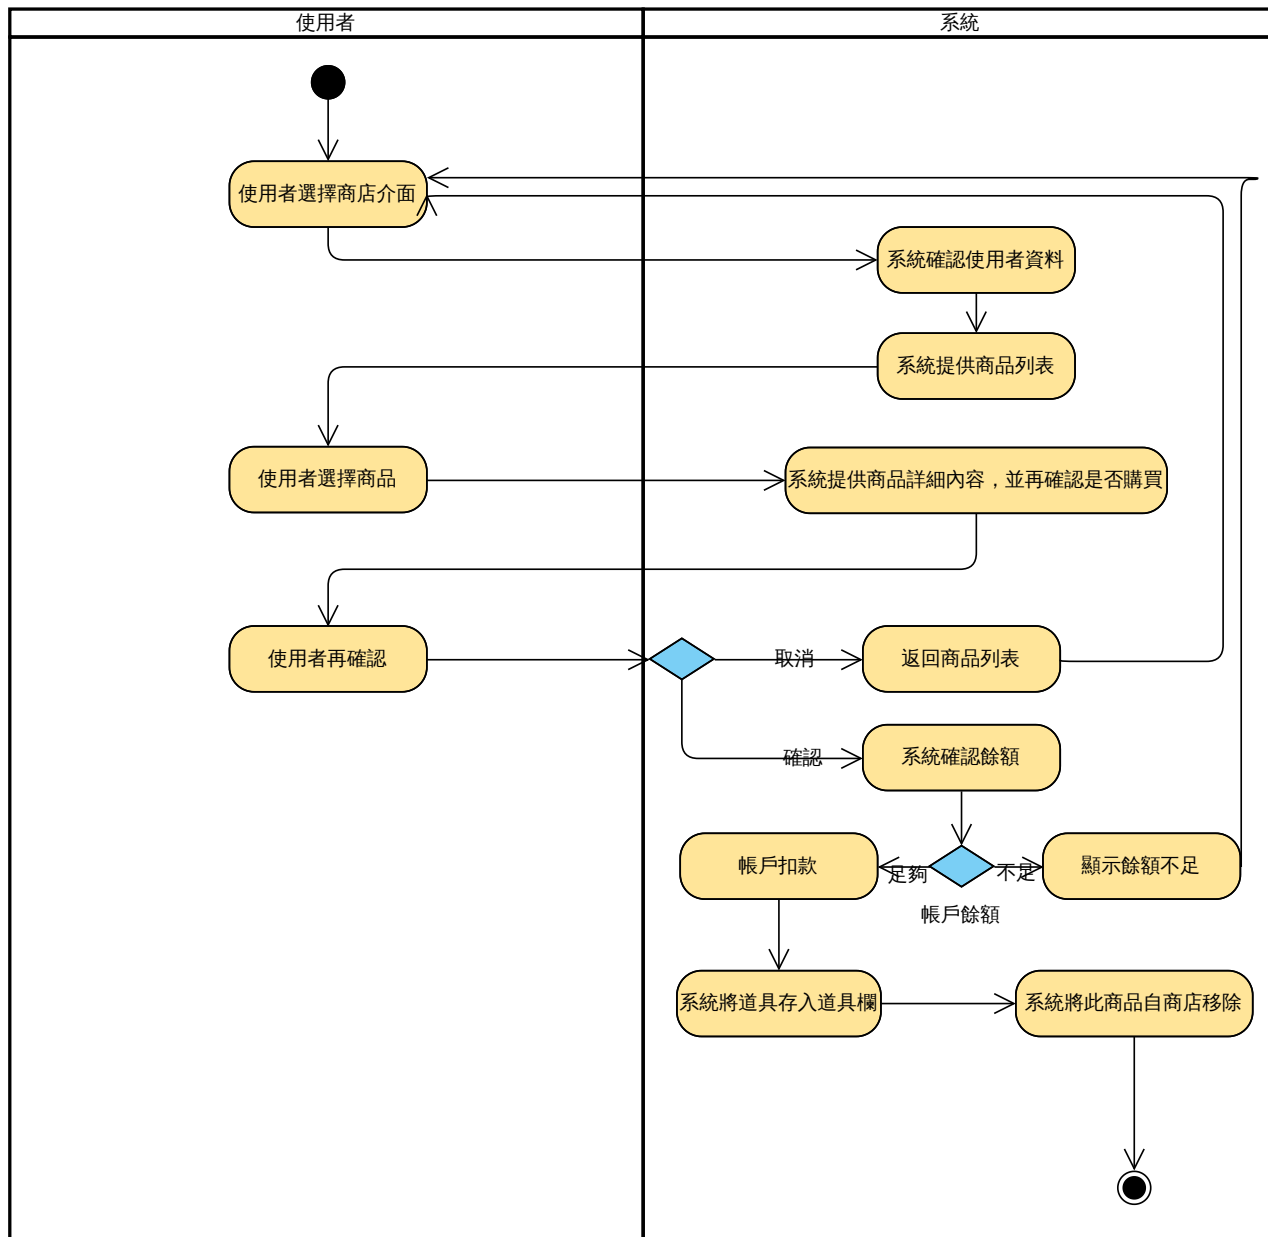 使用者
系統
使用者選擇商店介面
系統確認使用者資料
系統提供商品列表
使用者選擇商品
系統提供商品詳細內容，並再確認是否購買
使用者再確認
取消
返回商品列表
確認
系統確認餘額
帳戶扣款
足夠
不足
顯示餘額不足
帳戶餘額
系統將道具存入道具欄
系統將此商品自商店移除